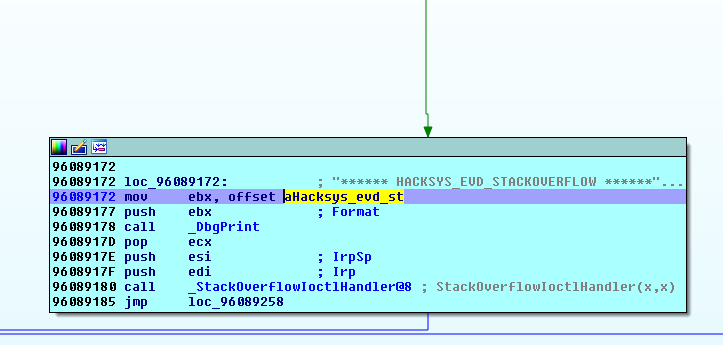 96089172
96089172 loc_96089172: ; "****** HACKSYS_EVD_STACKOVERFLOW ******"...
96089172 mov ebx, offset aHacksys_evd_st
96089177 push ebx ; Format
96089178 call _DbgPrint
9608917D pop ecx
9608917E push esi ; IrpSp
9608917F push edi ; Irp
96089180 call _StackOverflowIoctlHandler@8 ; StackOverflowIoctlHandler(x,x)
96089185 jmp loc_96089258